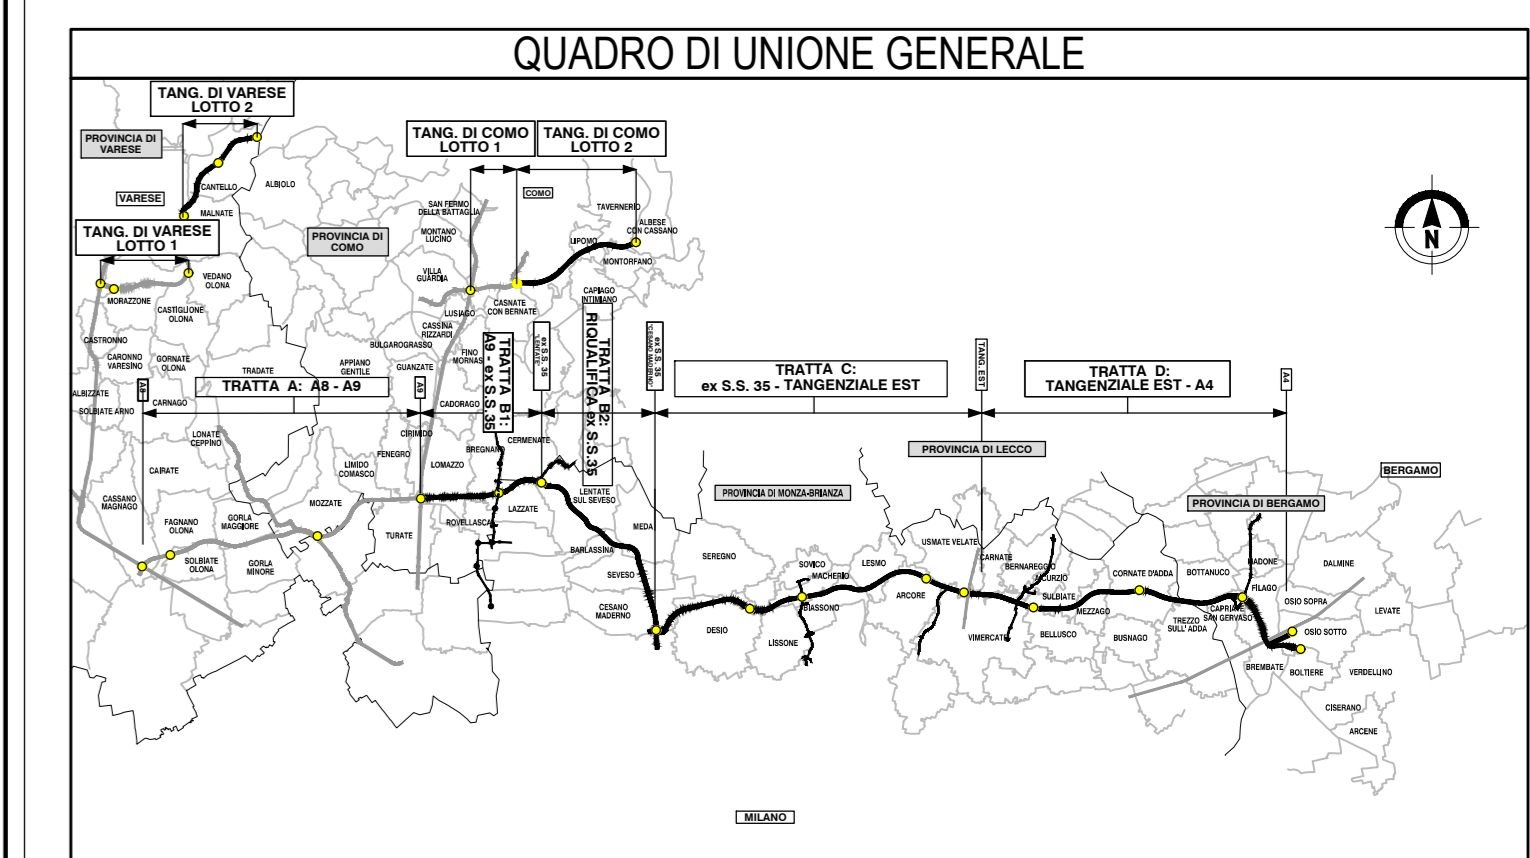 QUADRO DI UNIONE GENERALE
TANG. DI VARESE
LOTTO 2
PROVINCIA DI
VARESE
TANG. DI COMO
LOTTO 1
TANG. DI COMO
LOTTO 2
CANTELLO
ALBIOLO
VARESE
COMO
MALNATE
SAN FERMO
DELLA BATTAGLIA
TAVERNERIO
TANG. DI VARESE
LOTTO 1
PROVINCIA DI
COMO
MONTANO
LUCINO
ALBESE
CON CASSANO
LIPOMO
N
VEDANO
OLONA
VILLA
GUARDIA
MONTORFANO
MORAZZONE
CASTIGLIONE
OLONA
CASNATE
CON BERNATE
CAPIAGO
INTIMIANO
LUSIAGO
CASSINA
RIZZARDI
CASTRONNO
BULGAROGRASSO
CARONNO
VARESINO
GORNATE
OLONA
TRADATE
APPIANO
GENTILE
GUANZATE
FINO
MORNAS
TRATTA B1:
A9 - ex S.S.35
ex S.S. 35
"LENTATE"
TRATTA B2:
RIQUALIFICA ex S.S.35
ex S.S. 35
"CESANO MADERNO"
TRATTA C:
ex S.S. 35 - TANGENZIALE EST
TANG. EST
TRATTA D:
TANGENZIALE EST - A4
A4
A8
TRATTA A: A8 - A9
A9
ALBIZZATE
SOLBIATE ARNO
CARNAGO
CADORAGO
CIRIMIDO
LONATE
CEPPINO
CERMENATE
BREGNANO
FENEGRO
LOMAZZO
LIMIDO
COMASCO
CAIRATE
PROVINCIA DI LECCO
BERGAMO
CASSANO
MAGNAGO
MOZZATE
LAZZATE
LENTATE
SUL SEVESO
PROVINCIA DI MONZA-BRIANZA
PROVINCIA DI BERGAMO
FAGNANO
OLONA
GORLA
MAGGIORE
ROVELLASCA
MEDA
TURATE
USMATE VELATE
SOLBIATE
OLONA
GORLA
MINORE
BARLASSINA
SEREGNO
CARNATE
BERNAREGGIO
SEVESO
SOVICO
MACHERIO
LESMO
CORNATE D'ADDA
BOTTANUCO
MADONE
DALMINE
CESANO
MADERNO
DESIO
LISSONE
BIASSONO
ARCORE
VIMERCATE
SULBIATE
MEZZAGO
BELLUSCO
BUSNAGO
TREZZO
SULL'ADDA
CAPRIATE
SAN GERVASO
FILAGO
OSIO SOPRA
LEVATE
OSIO SOTTO
BREMBATE
BOLTIERE
VERDELLINO
CISERANO
ARCENE
MILANO